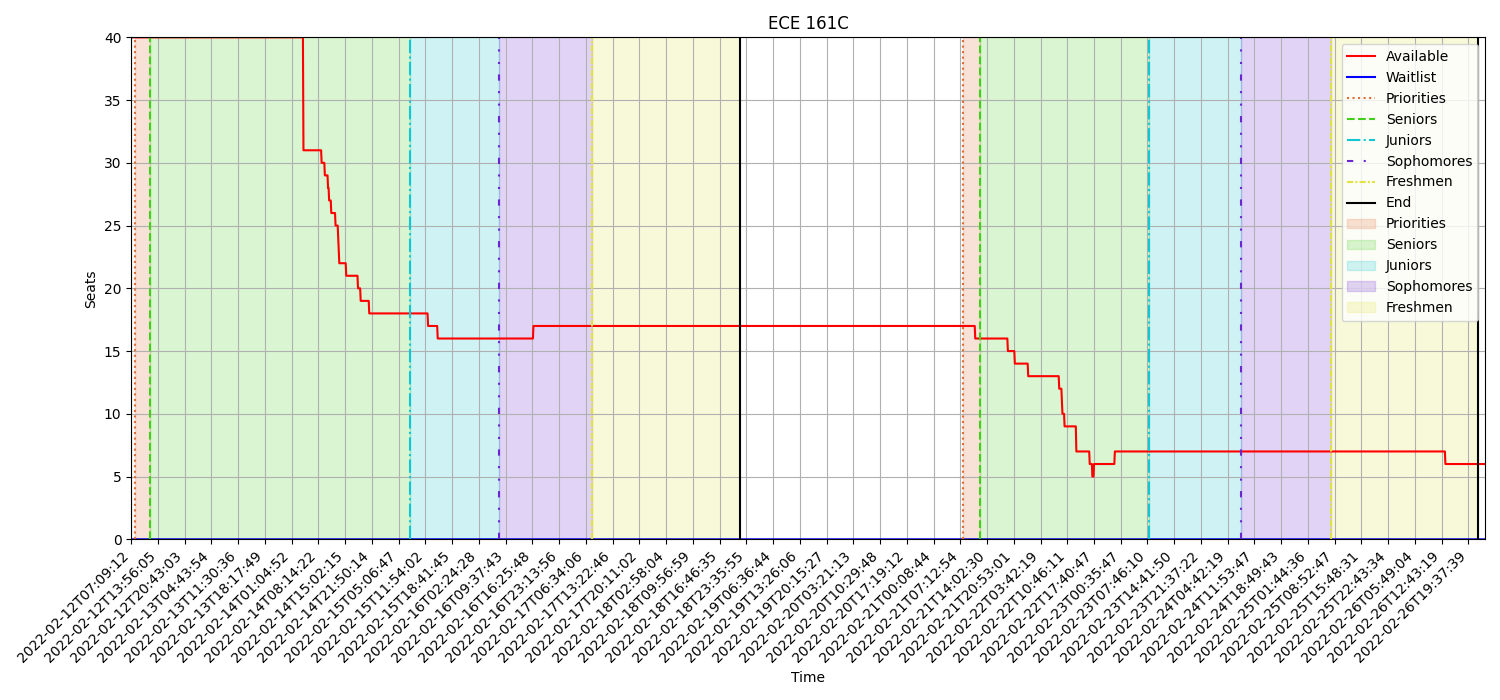 ECE 161C
Seats
40
35
30
25
20
15
10
5
0
Available
Waitlist
Priorities
Seniors
Juniors
Sophomores
Freshmen
End
Priorities
Seniors
Juniors
Sophomores
Freshmen
2022-02-12T07:09:12
2022-02-12T13:56:05
2022-02-12T20:43:03
2022-02-13T04:43:54
2022-02-13T11:30:36
2022-02-13T18:17:49
2022-02-14T01:04:52
2022-02-14T08:14:22
2022-02-14T15:02:15
2022-02-14T21:50:14
2022-02-15T05:06:47
2022-02-15T11:54:02
2022-02-15T18:41:45
2022-02-16T02:24:28
2022-02-16T09:37:43
2022-02-16T16:25:48
2022-02-16T23:13:56
2022-02-17T06:34:06
2022-02-17T13:22:46
2022-02-17T20:11:02
2022-02-18T02:58:04
2022-02-18T09:56:59
2022-02-18T16:46:35
2022-02-18T23:35:55
2022-02-19T06:36:44
2022-02-19T13:26:06
2022-02-19T20:15:27
2022-02-20T03:21:13
2022-02-20T10:29:48
2022-02-20T17:19:12
2022-02-21T00:08:44
2022-02-21T07:12:54
2022-02-21T14:02:30
2022-02-21T20:53:01
2022-02-22T03:42:19
2022-02-22T10:46:11
2022-02-22T17:40:47
2022-02-23T00:35:47
2022-02-23T07:46:10
2022-02-23T14:41:50
2022-02-23T21:37:22
2022-02-24T04:42:19
2022-02-24T11:53:47
2022-02-24T18:49:43
2022-02-25T01:44:36
2022-02-25T08:52:47
2022-02-25T15:48:31
2022-02-25T22:43:34
2022-02-26T05:49:04
2022-02-26T12:43:19
2022-02-26T19:37:39
Time